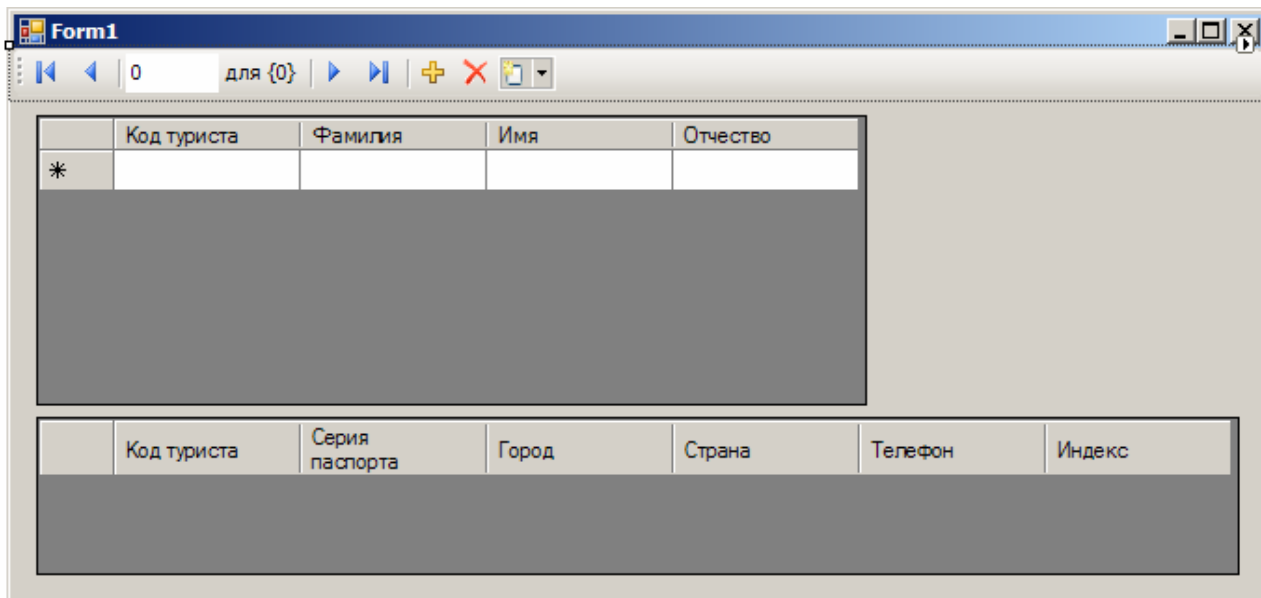 Form1
0 для {0}
Код туриста Фамилия Имя Отчество
Код туриста Серия паспорта Город Страна Телефон Индекс